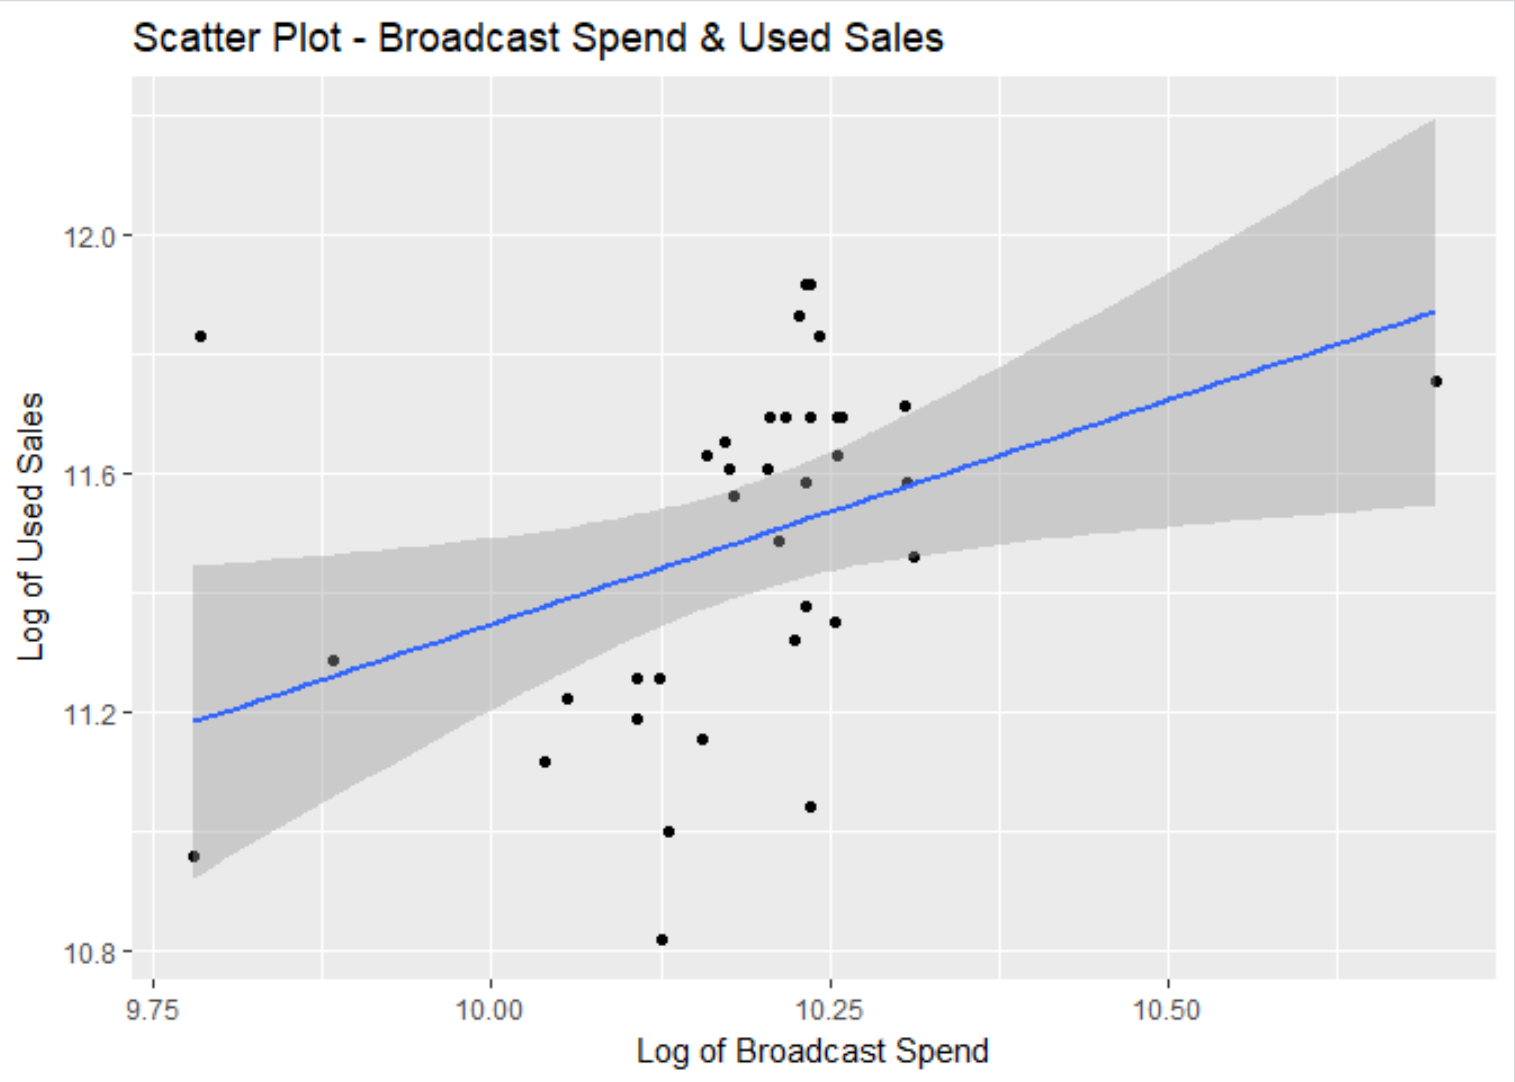 Scatter Plot - Broadcast Spend & Used Sales
Log of Used Sales
12.0
11.6
11.2
10.8
9.75 10.00 10.25 10.50
Log of Broadcast Spend